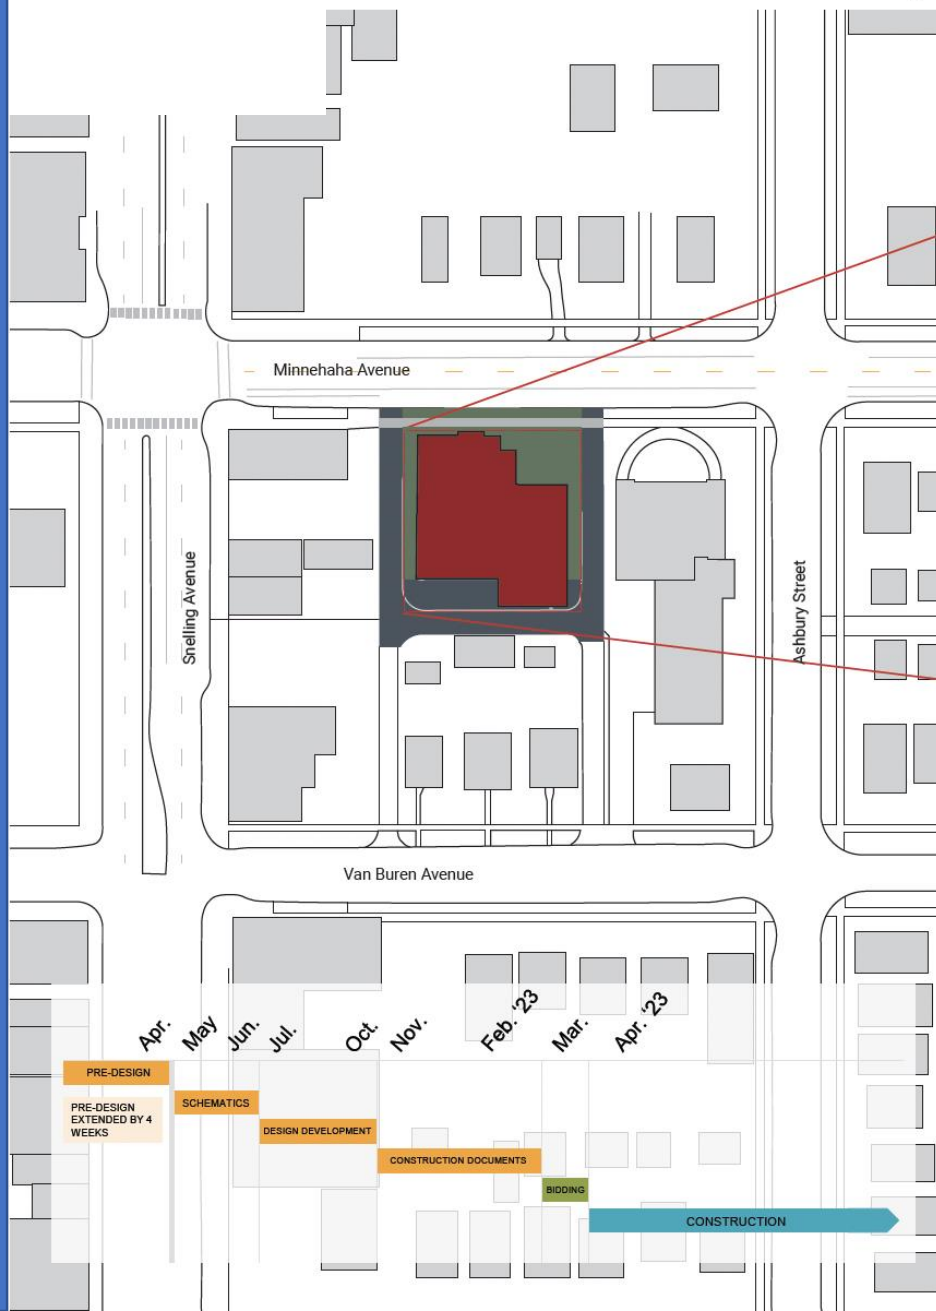 Minnehaha Avenue
Snelling Avenue
Ashbury Street
Van Buren Avenue
Apr.
May
Jun.
Jul.
Oct.
Nov.
Feb. '23
Mar.
Apr. '23
PRE-DESIGN
PRE-DESIGN
EXTENDED BY 4
WEEKS
SCHEMATICS
DESIGN DEVELOPMENT
CONSTRUCTION DOCUMENTS
BIDDING
CONSTRUCTION